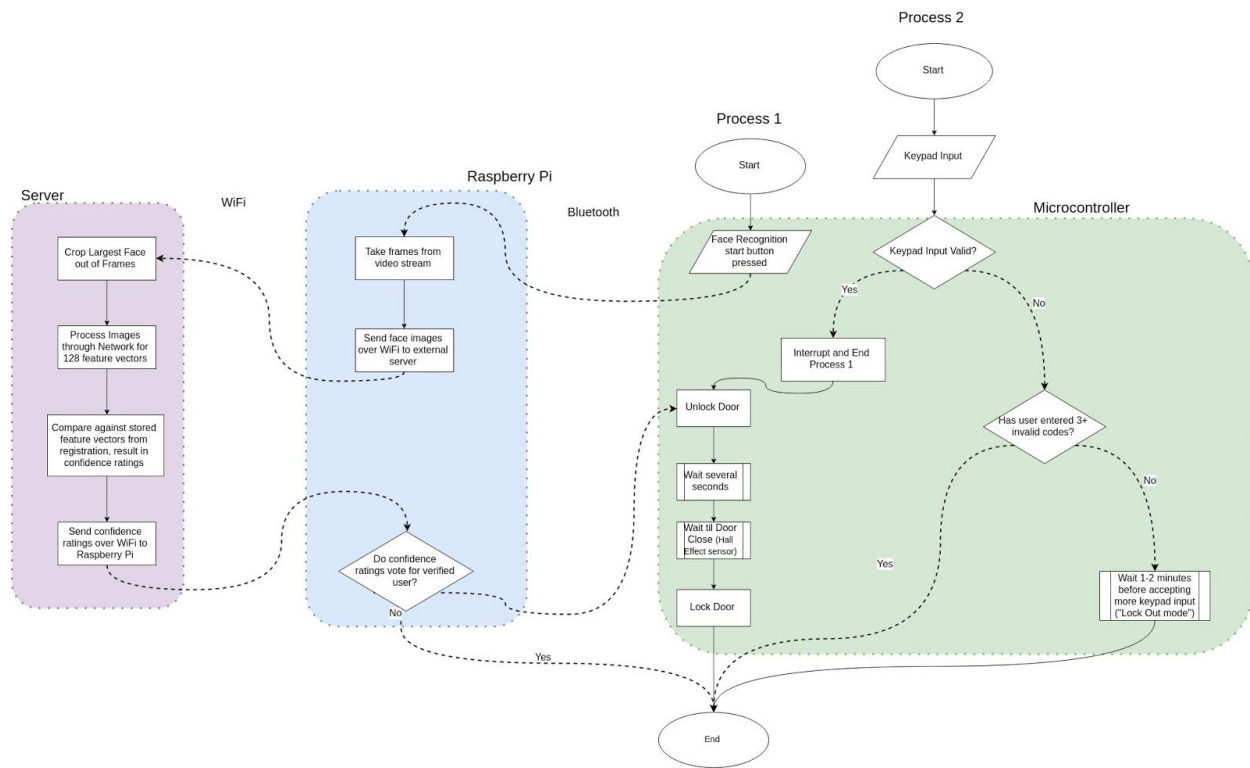 Process 2
Start
Process 1
Keypad Input
Start
Raspberry Pi
Server
WiFi
Bluetooth
Microcontroller
Crop Largest Face
out of Frames
Take frames from
video stream
Face Recognition
start button
pressed
Keypad Input Valid?
Yes
No
Process Images
through Network for
128 feature vectors
Send face images
over WiFi to external
server
Interrupt and End
Process 1
Unlock Door
Has user entered 3+
invalid codes?
Compare against stored
feature vectors from
registration, result in
confidence ratings
Wait several
seconds
No
Send confidence
ratings over WiFi to
Raspberry Pi
Wait til Door
Close (Hall
Effect sensor)
Do confidence
ratings vote for verified
user?
Yes
Wait 1-2 minutes
before accepting
more keypad input
("Lock Out mode")
Lock Door
No
Yes
End